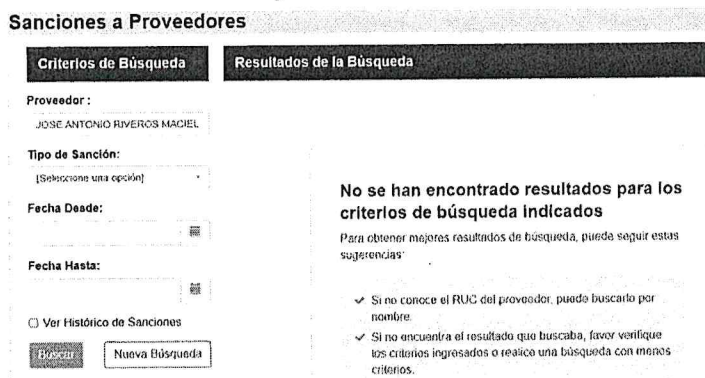 Sanciones a Proveedores
Criterios de Búsqueda
Resultados de la Búsqueda
Proveedor :
JOSE ANTONIO RIVEROS MACIEL
Tipo de Sanción:
[Seleccione una opción]
Fecha Desde:
Fecha Hasta:
Ver Histórico de Sanciones
Buscar
Nueva Búsqueda
No se han encontrado resultados para los
criterios de búsqueda indicados
Para obtener mejores resultados de búsqueda, puede seguir estas
sugerencias:
Si no conoce el RUC del proveedor, puede buscarlo por
nombre.
Si no encuentra el resultado que buscaba, favor verifique
los criterios ingresados o realice una búsqueda con menos
criterios.